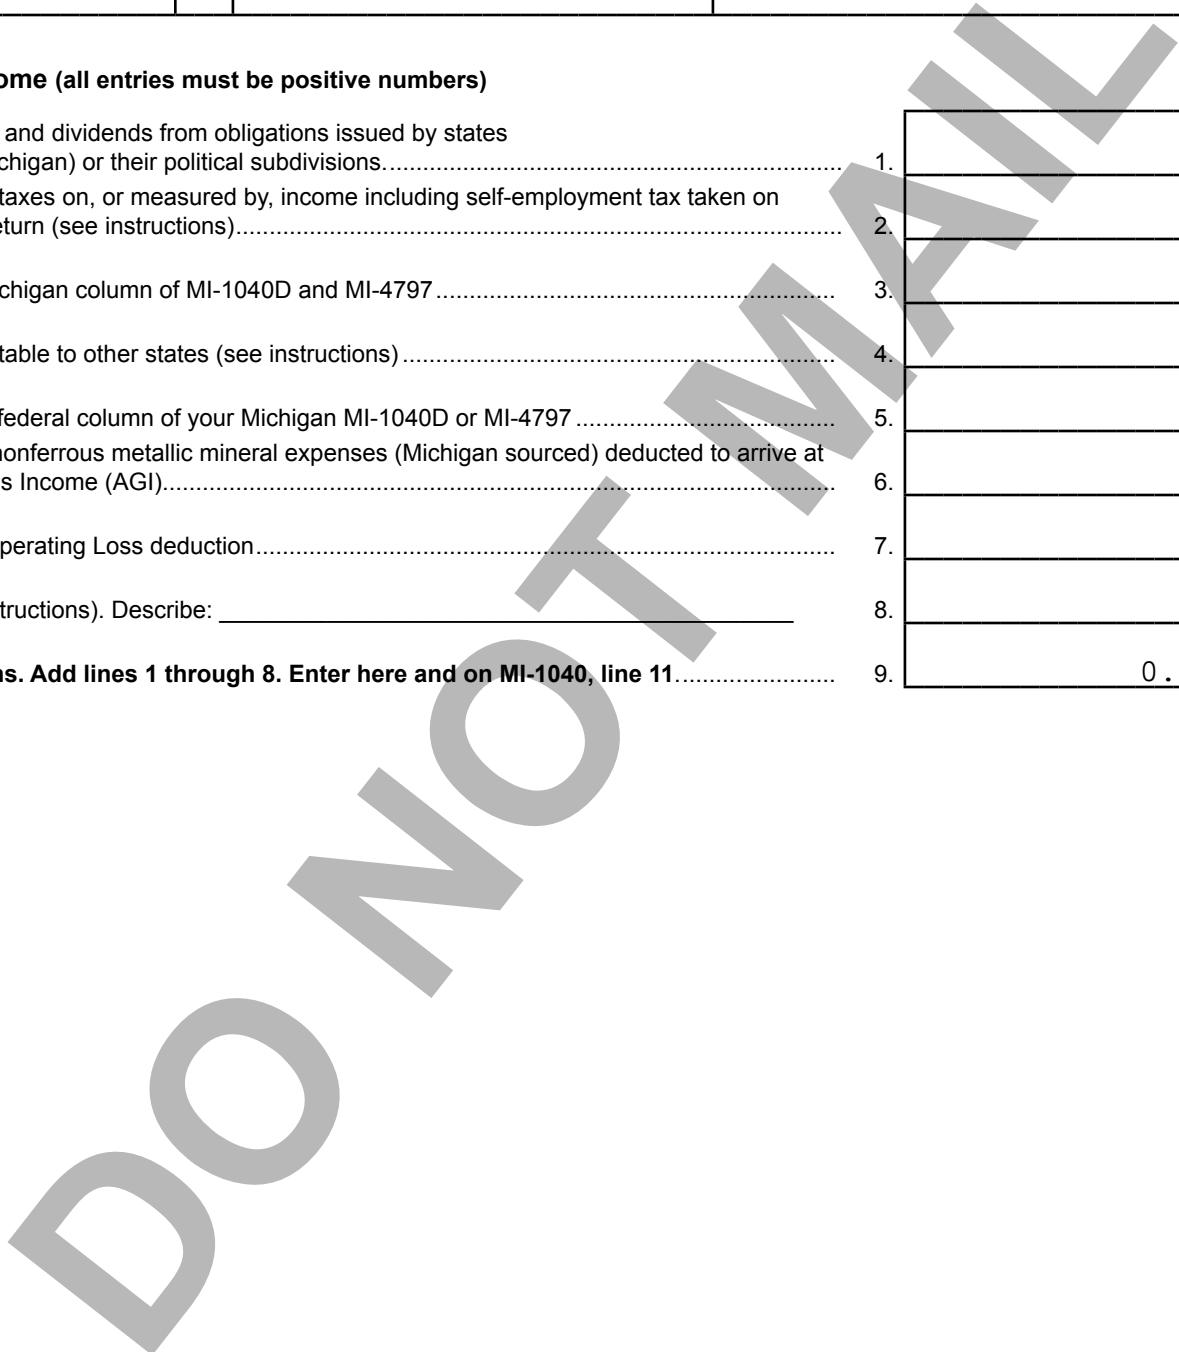 ome (all entries must be positive numbers)
and dividends from obligations issued by states
chigan) or their political subdivisions..................................................................... 1.
taxes on, or measured by, income including self-employment tax taken on
eturn (see instructions)........................................................................................... 2.
chigan column of MI-1040D and MI-4797............................................................ 3.
table to other states (see instructions)................................................................. 4.
federal column of your Michigan MI-1040D or MI-4797....................................... 5.
nonferrous metallic mineral expenses (Michigan sourced) deducted to arrive at
s Income (AGI)..................................................................................................... 6.
perating Loss deduction....................................................................................... 7.
tructions). Describe: 8.
ns. Add lines 1 through 8. Enter here and on MI-1040, line 11........................ 9. 0.
DO NOT MAIL